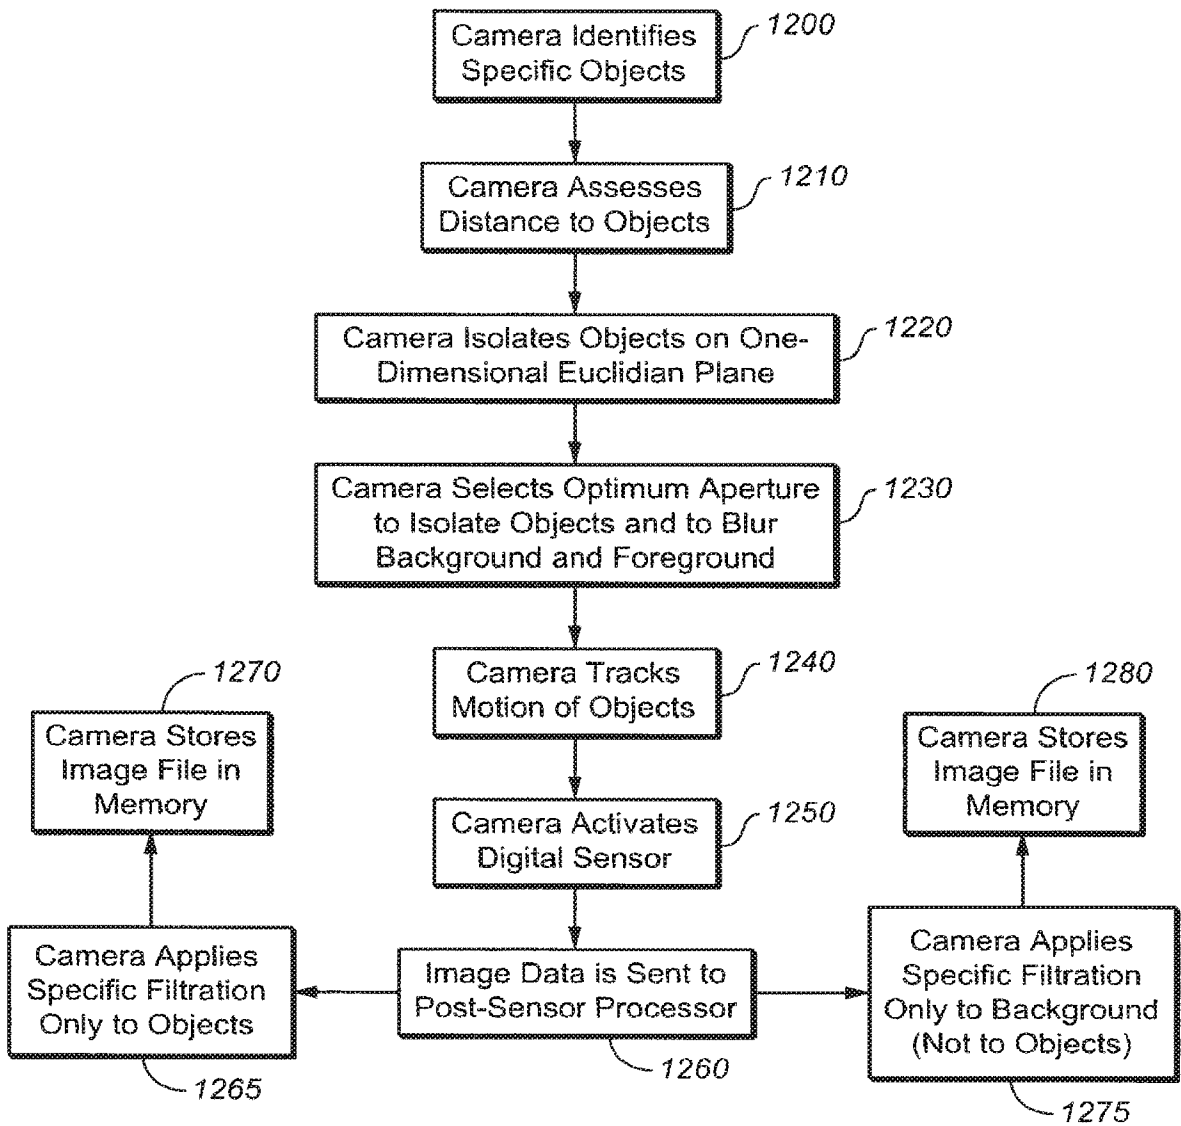 Camera Identifies
Specific Objects
1200
Camera Assesses
Distance to Objects
1210
Camera Isolates Objects on One-
Dimensional Euclidian Plane
1220
Camera Selects Optimum Aperture
to Isolate Objects and to Blur
Background and Foreground
1230
Camera Tracks
Motion of Objects
1240
Camera Activates
Digital Sensor
1250
Image Data is Sent to
Post-Sensor Processor
1260
Camera Applies
Specific Filtration
Only to Objects
1265
1270
Camera Stores
Image File in
Memory
Camera Applies
Specific Filtration
Only to Background
(Not to Objects)
1275
1280
Camera Stores
Image File in
Memory